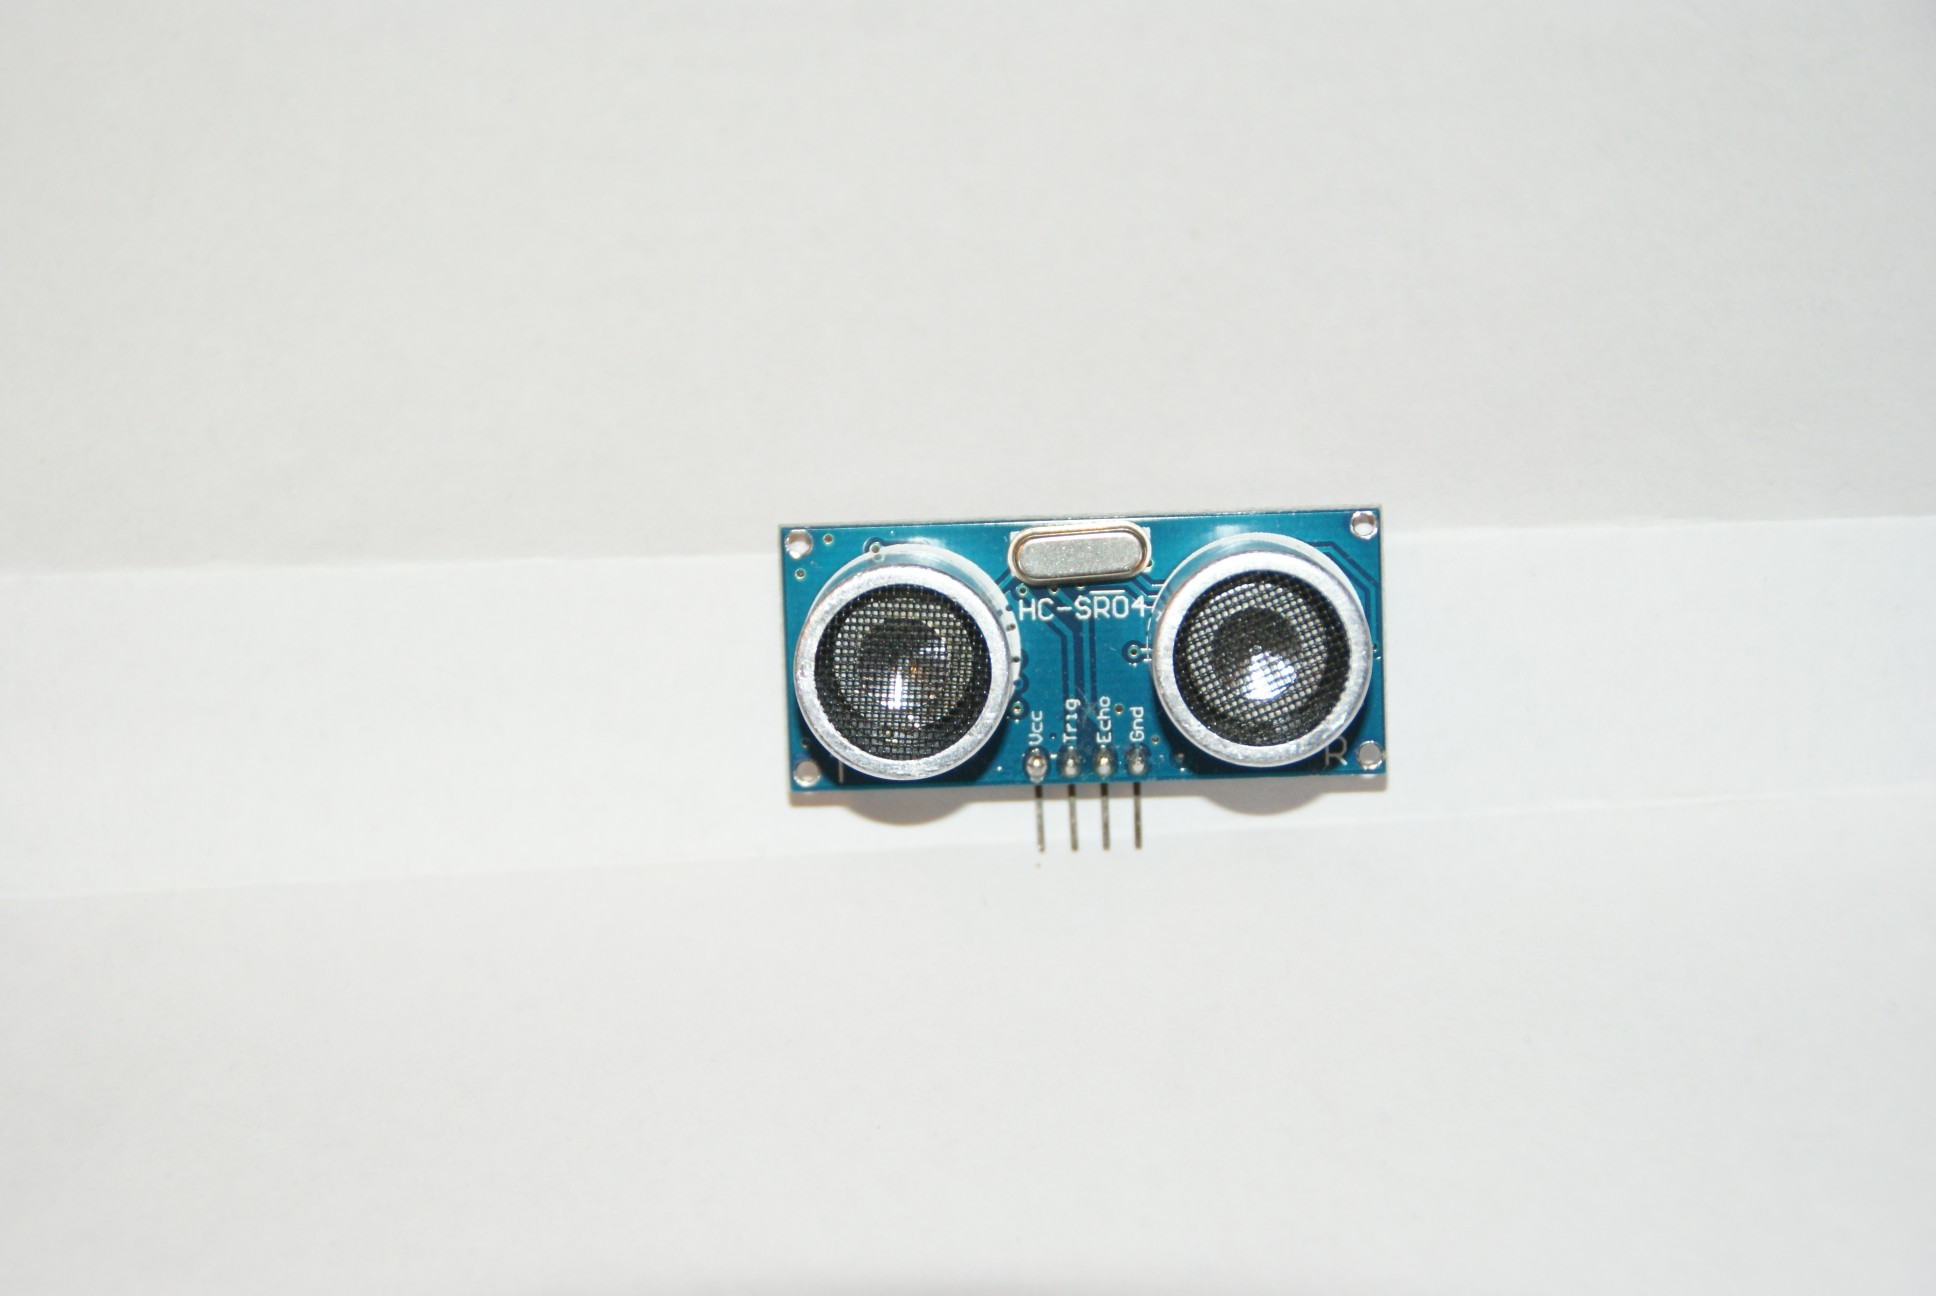 HC-SR04
Vcc
Trig
Echo
Gnd
T
R